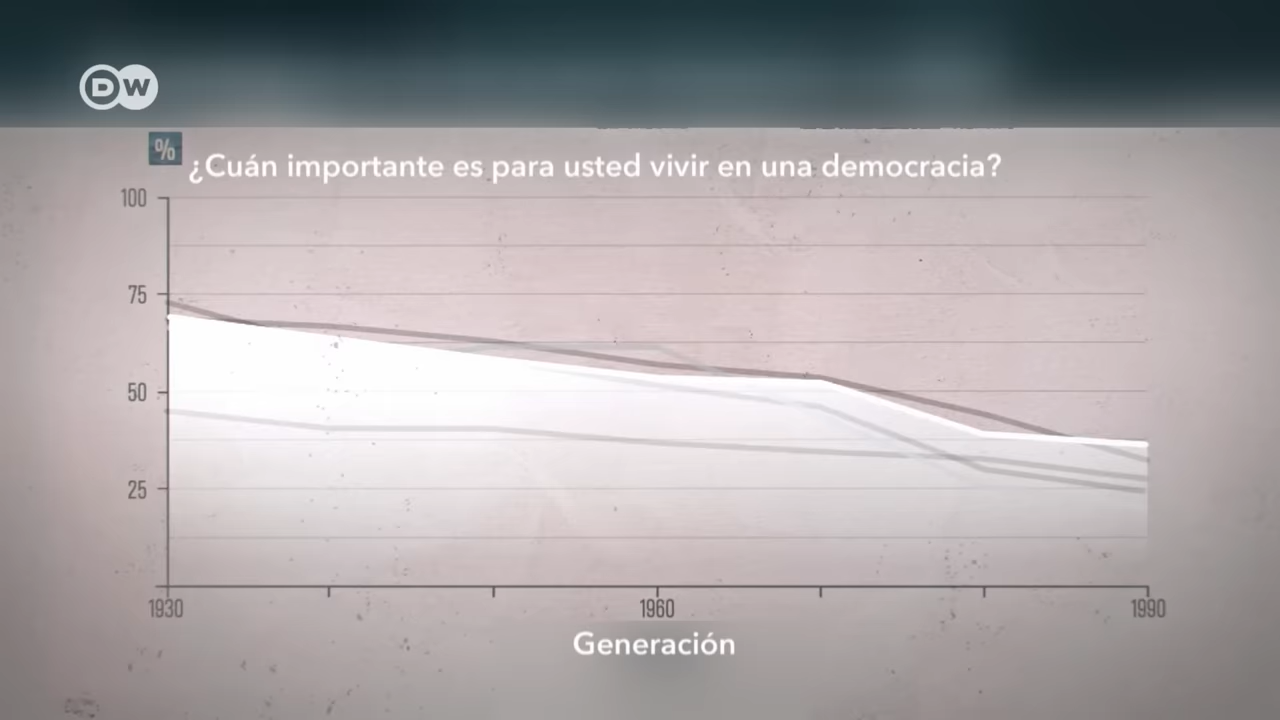 DW
%
¿Cuán importante es para usted vivir en una democracia?
100
75
50
25
1930
1960
1990
Generación